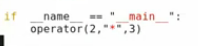 if __name__ == "__main__":
operator(2,"*",3)